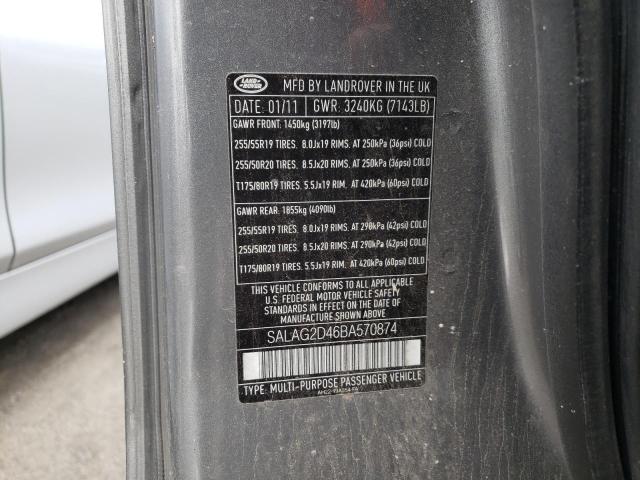 LAND ROVER
MFD BY LANDROVER IN THE UK
DATE: 01/11 GWR: 3240KG (7143LB)
GAWR FRONT: 1450kg (3197lb)
255/55R19 TIRES. 8.0Jx19 RIMS. AT 250kPa (36psi) COLD
255/50R20 TIRES. 8.5Jx20 RIMS. AT 250kPa (36psi) COLD
T175/80R19 TIRES. 5.5Jx19 RIM. AT 420kPa (60psi) COLD
GAWR REAR: 1855kg (4090lb)
255/55R19 TIRES. 8.0Jx19 RIMS. AT 290kPa (42psi) COLD
255/50R20 TIRES. 8.5Jx20 RIMS. AT 290kPa (42psi) COLD
T175/80R19 TIRES. 5.5Jx19 RIM. AT 420kPa (60psi) COLD
THIS VEHICLE CONFORMS TO ALL APPLICABLE
U.S. FEDERAL MOTOR VEHICLE SAFETY
STANDARDS IN EFFECT ON THE DATE OF
MANUFACTURE SHOWN ABOVE
SALAG2D46BA570874
TYPE: MULTI-PURPOSE PASSENGER VEHICLE